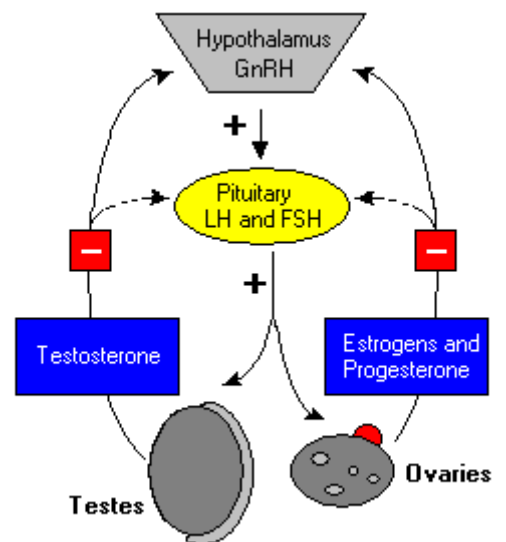 Hypothalamus
GnRH
+
Pituitary
LH and FSH
−
−
+
Testosterone
Estrogens and
Progesterone
Ovaries
Testes